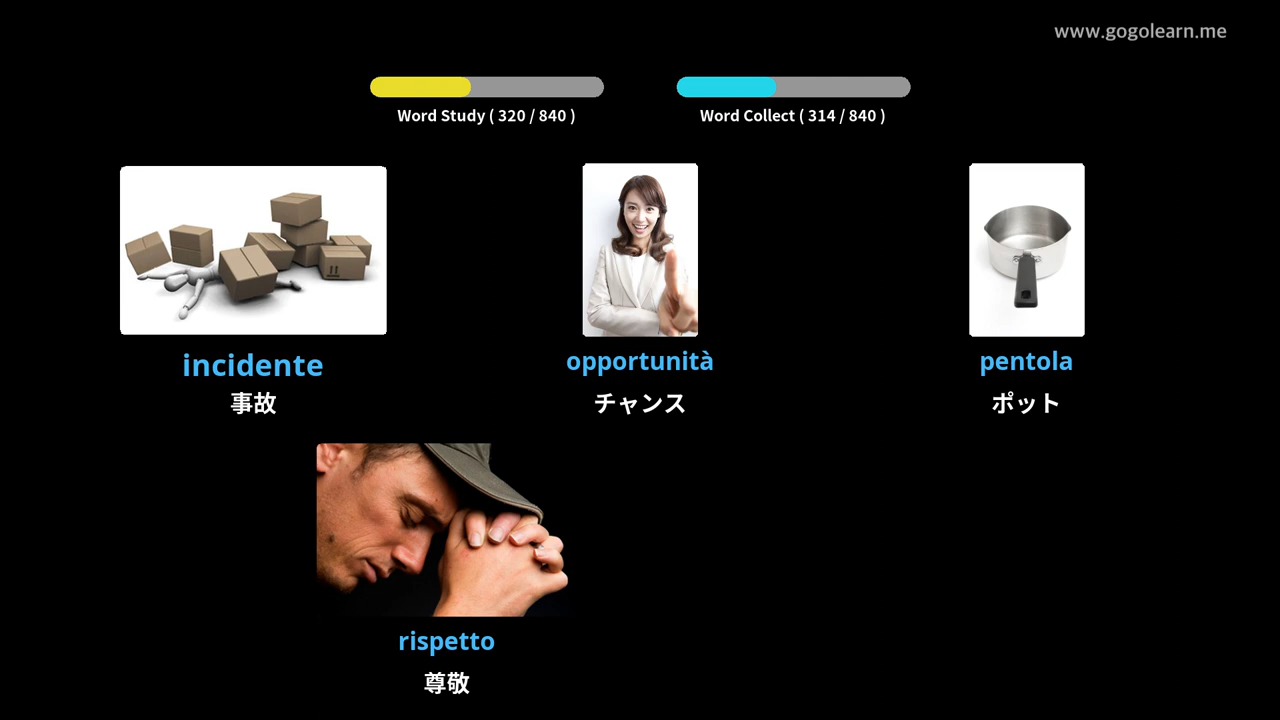 www.gogolearn.me
Word Study ( 320 / 840 )
Word Collect ( 314 / 840 )
incidente
事故
opportunità
チャンス
pentola
ポット
rispetto
尊敬